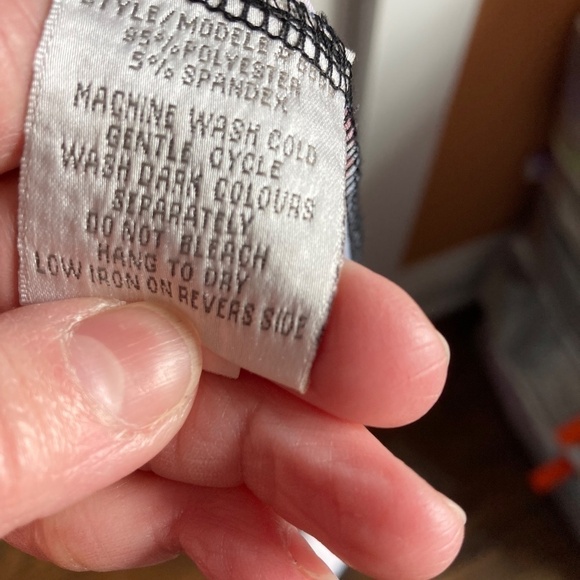 STYLE/MODELE #
95%POLYESTER
5% SPANDEX
MACHINE WASH COLD
GENTLE CYCLE
WASH DARK COLOURS
SEPARATELY
DO NOT BLEACH
HANG TO DRY
LOW IRON ON REVERS SIDE